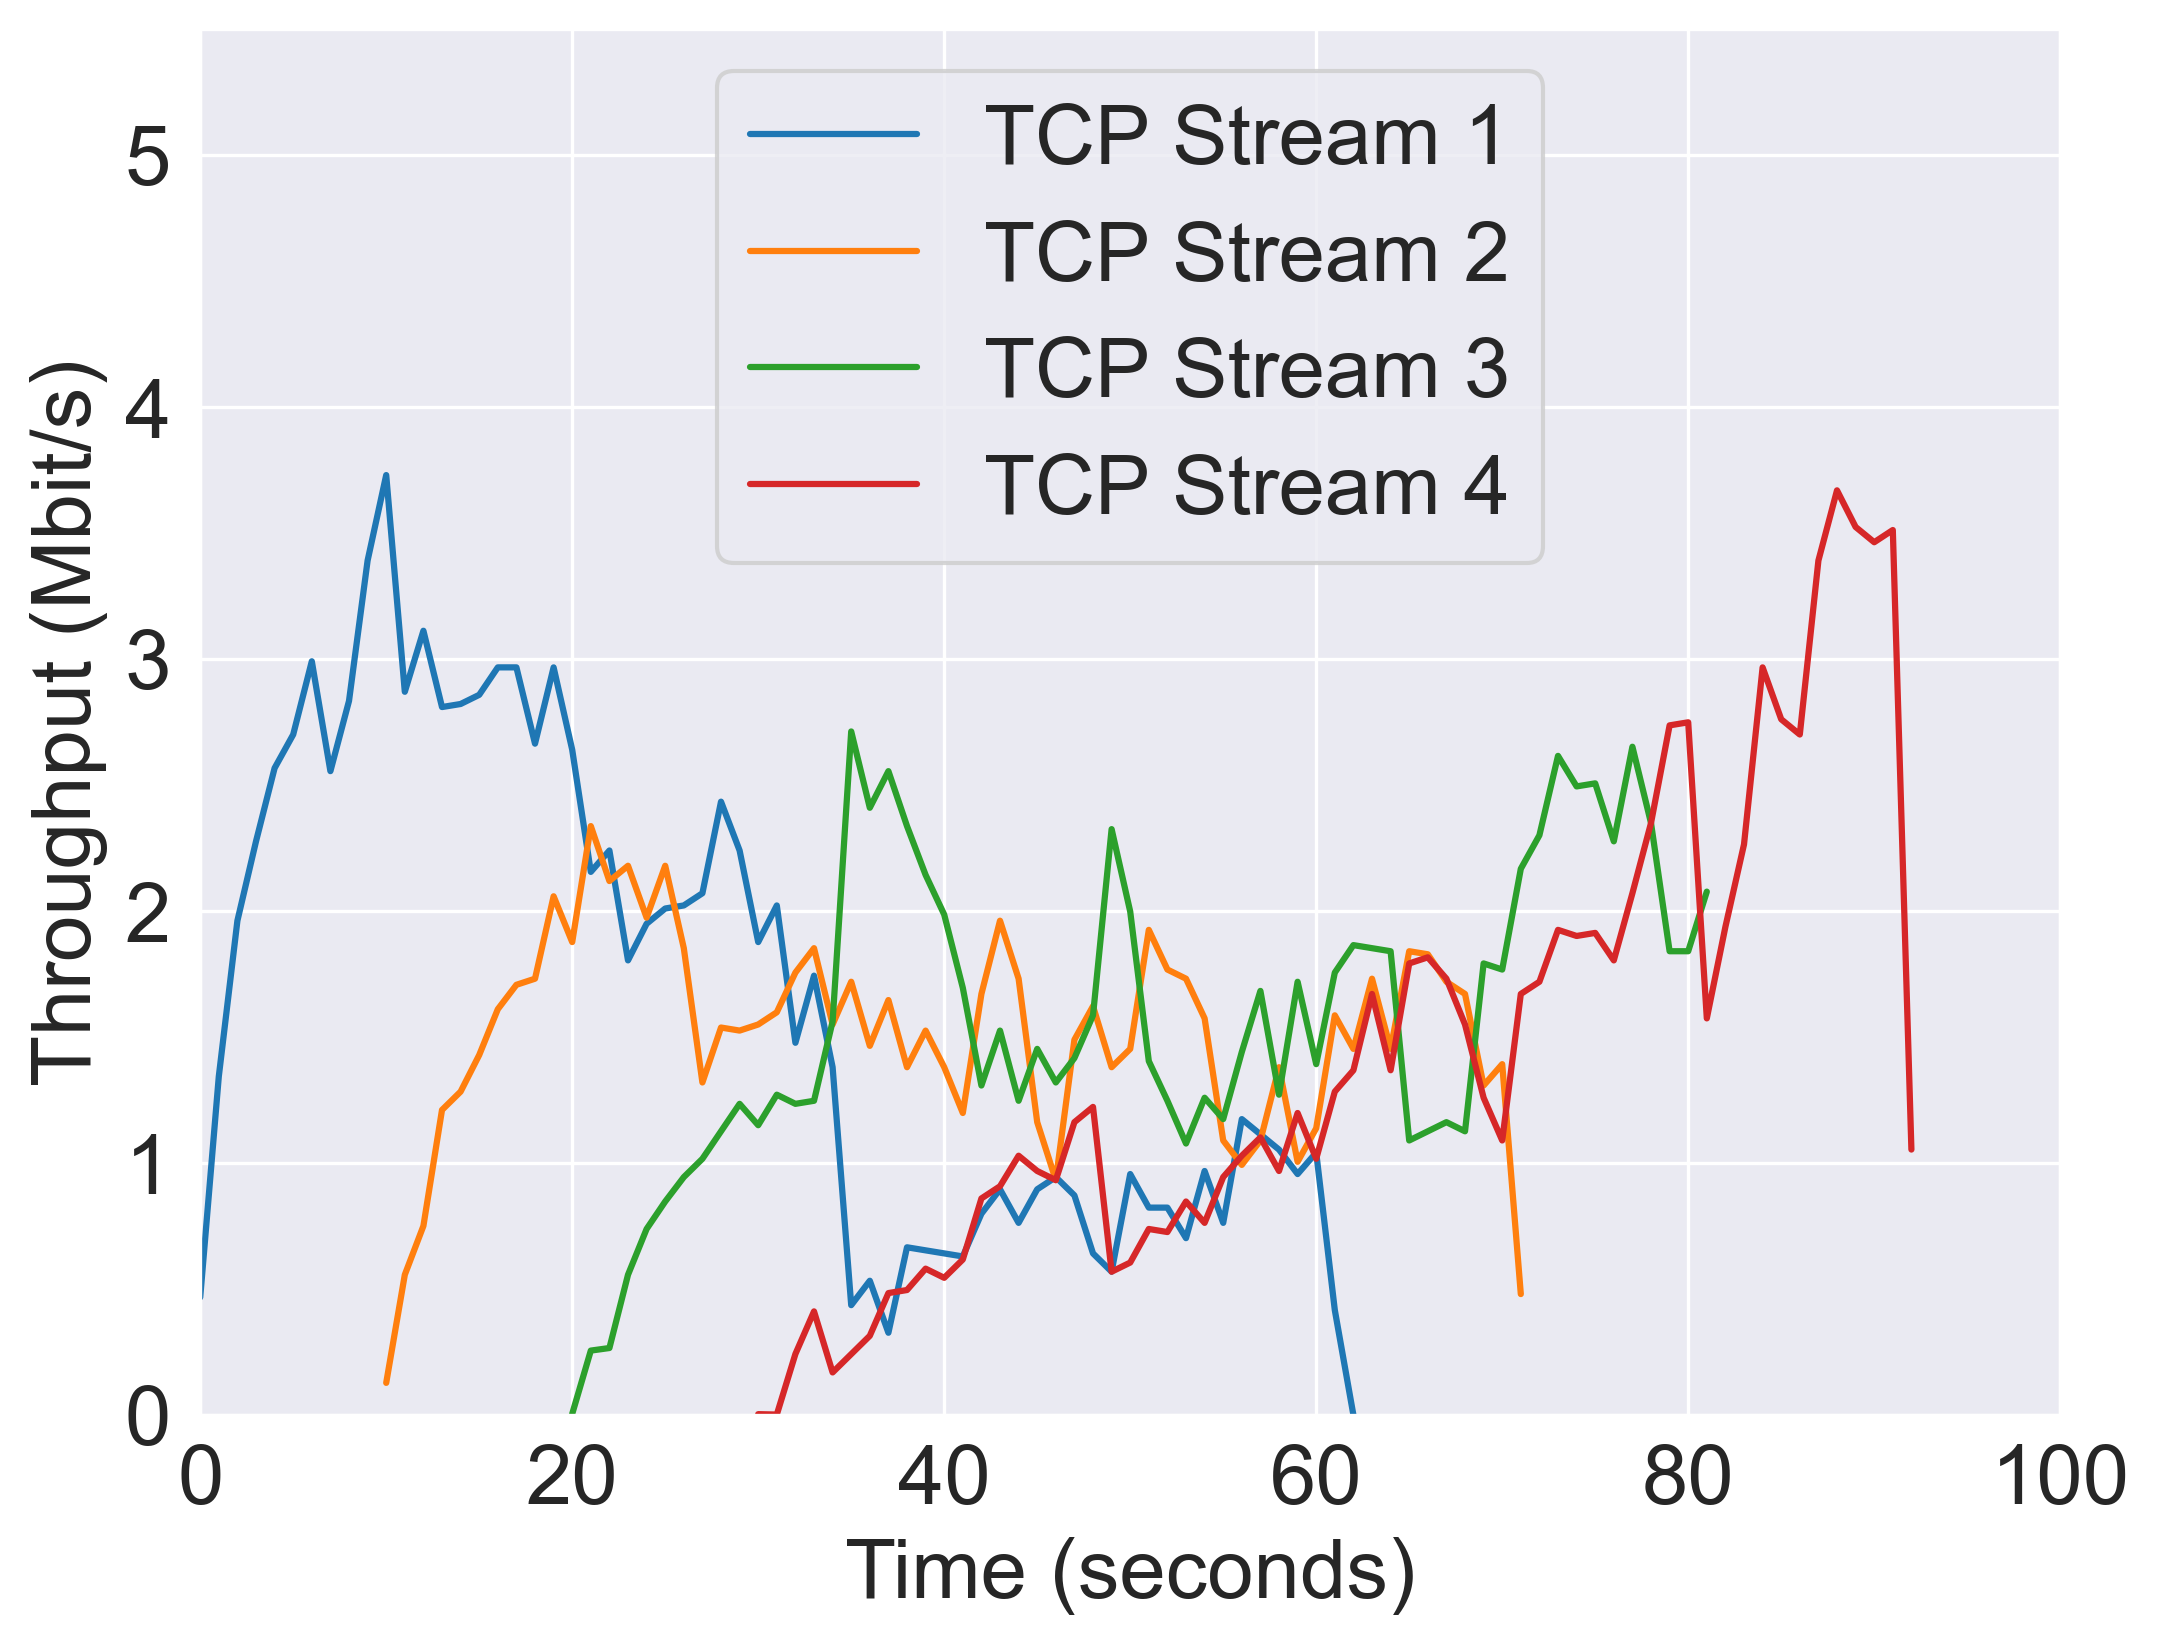 TCP Stream 1
TCP Stream 2
TCP Stream 3
TCP Stream 4
Throughput (Mbit/s)
5
4
3
2
1
0
0 20 40 60 80 100
Time (seconds)